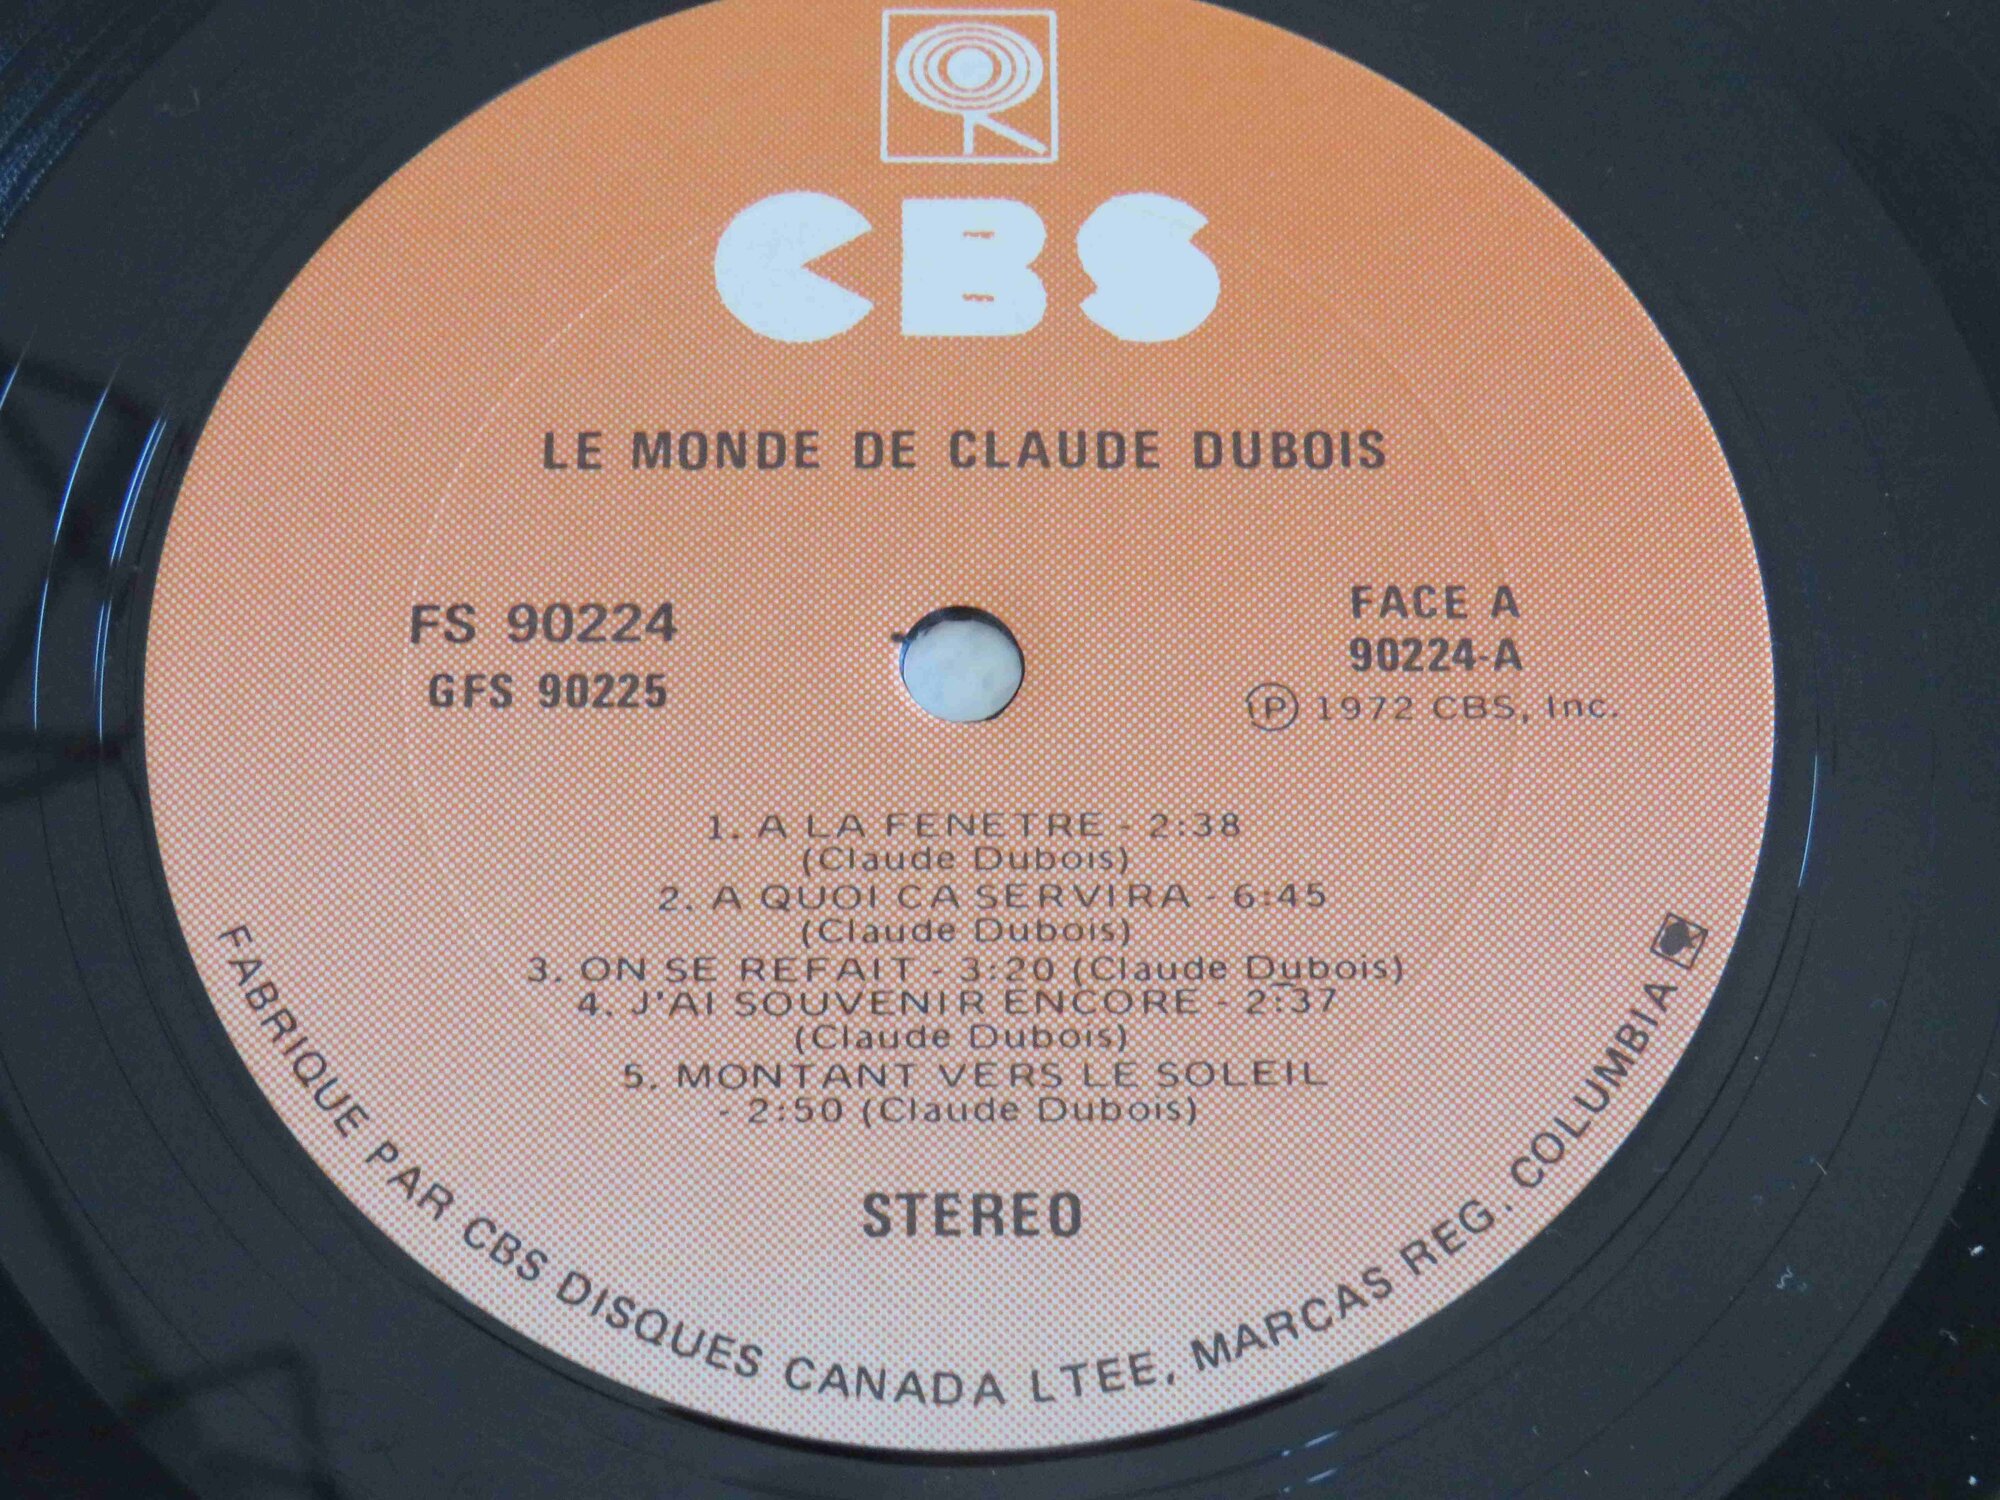 CBS
LE MONDE DE CLAUDE DUBOIS
FS 90224
GFS 90225
FACE A
90224-A
Ⓟ 1972 CBS, Inc.
1. A LA FENETRE - 2:38
(Claude Dubois)
2. A QUOI CA SERVIRA - 6:45
(Claude Dubois)
3. ON SE REFAIT - 3:20 (Claude Dubois)
4. J'AI SOUVENIR ENCORE - 2:37
(Claude Dubois)
5. MONTANT VERS LE SOLEIL
- 2:50 (Claude Dubois)
STEREO
FABRIQUE PAR CBS DISQUES CANADA LTEE, MARCAS REG. COLUMBIA